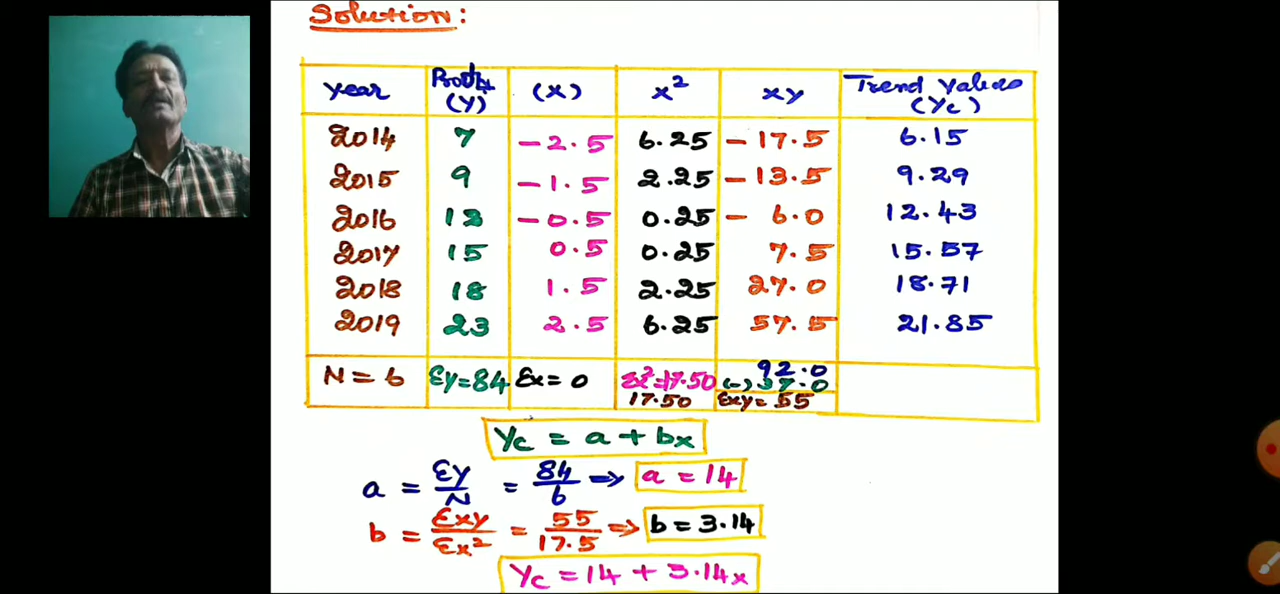 Solution:
Year Profit (Y) (X) x² xy Trend Values (Yc)
2014 7 -2.5 6.25 -17.5 6.15
2015 9 -1.5 2.25 -13.5 9.29
2016 12 -0.5 0.25 - 6.0 12.43
2017 15 0.5 0.25 7.5 15.57
2018 18 1.5 2.25 27.0 18.71
2019 23 2.5 6.25 57.5 21.85
N = 6 Σy=84 Σx= 0 Σx²=17.50 92.0
17.50 (-) 37.0
Σxy= 55
Yc = a + bx
a = ΣY/N = 84/6 → a = 14
b = Σxy/Σx² = 55/17.5 → b = 3.14
Yc = 14 + 3.14x